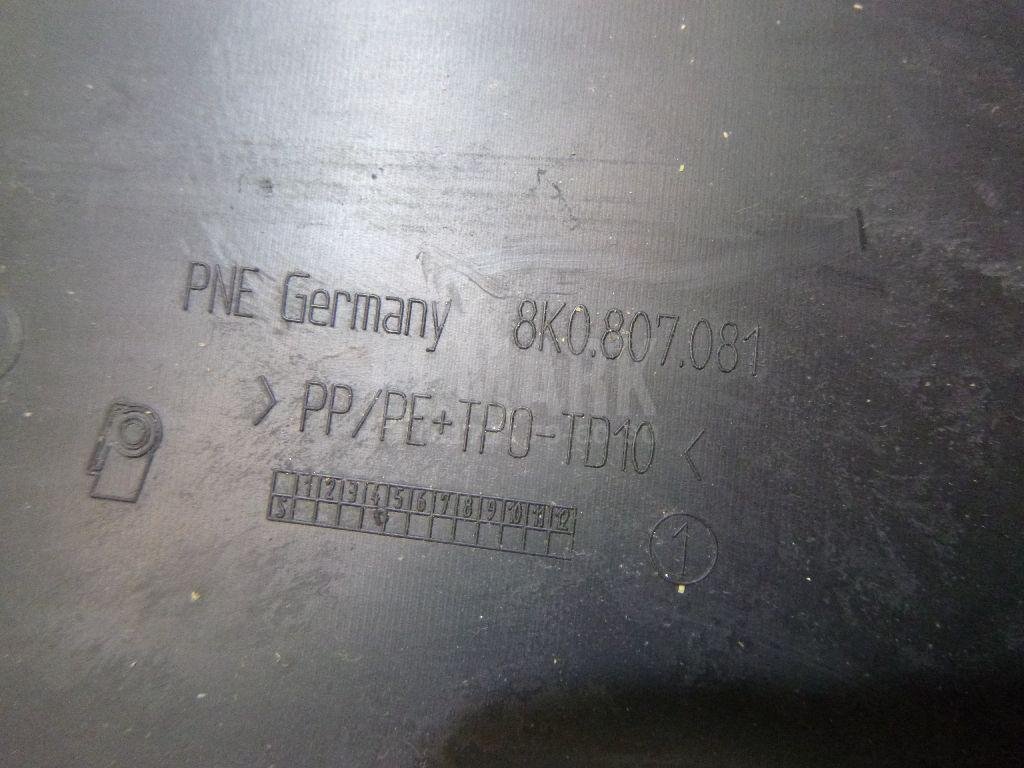 PNE Germany 8K0.807.081
> PP/PE+TPO-TD10 <
1 2 3 4 5 6 7 8 9 10 11 12
1